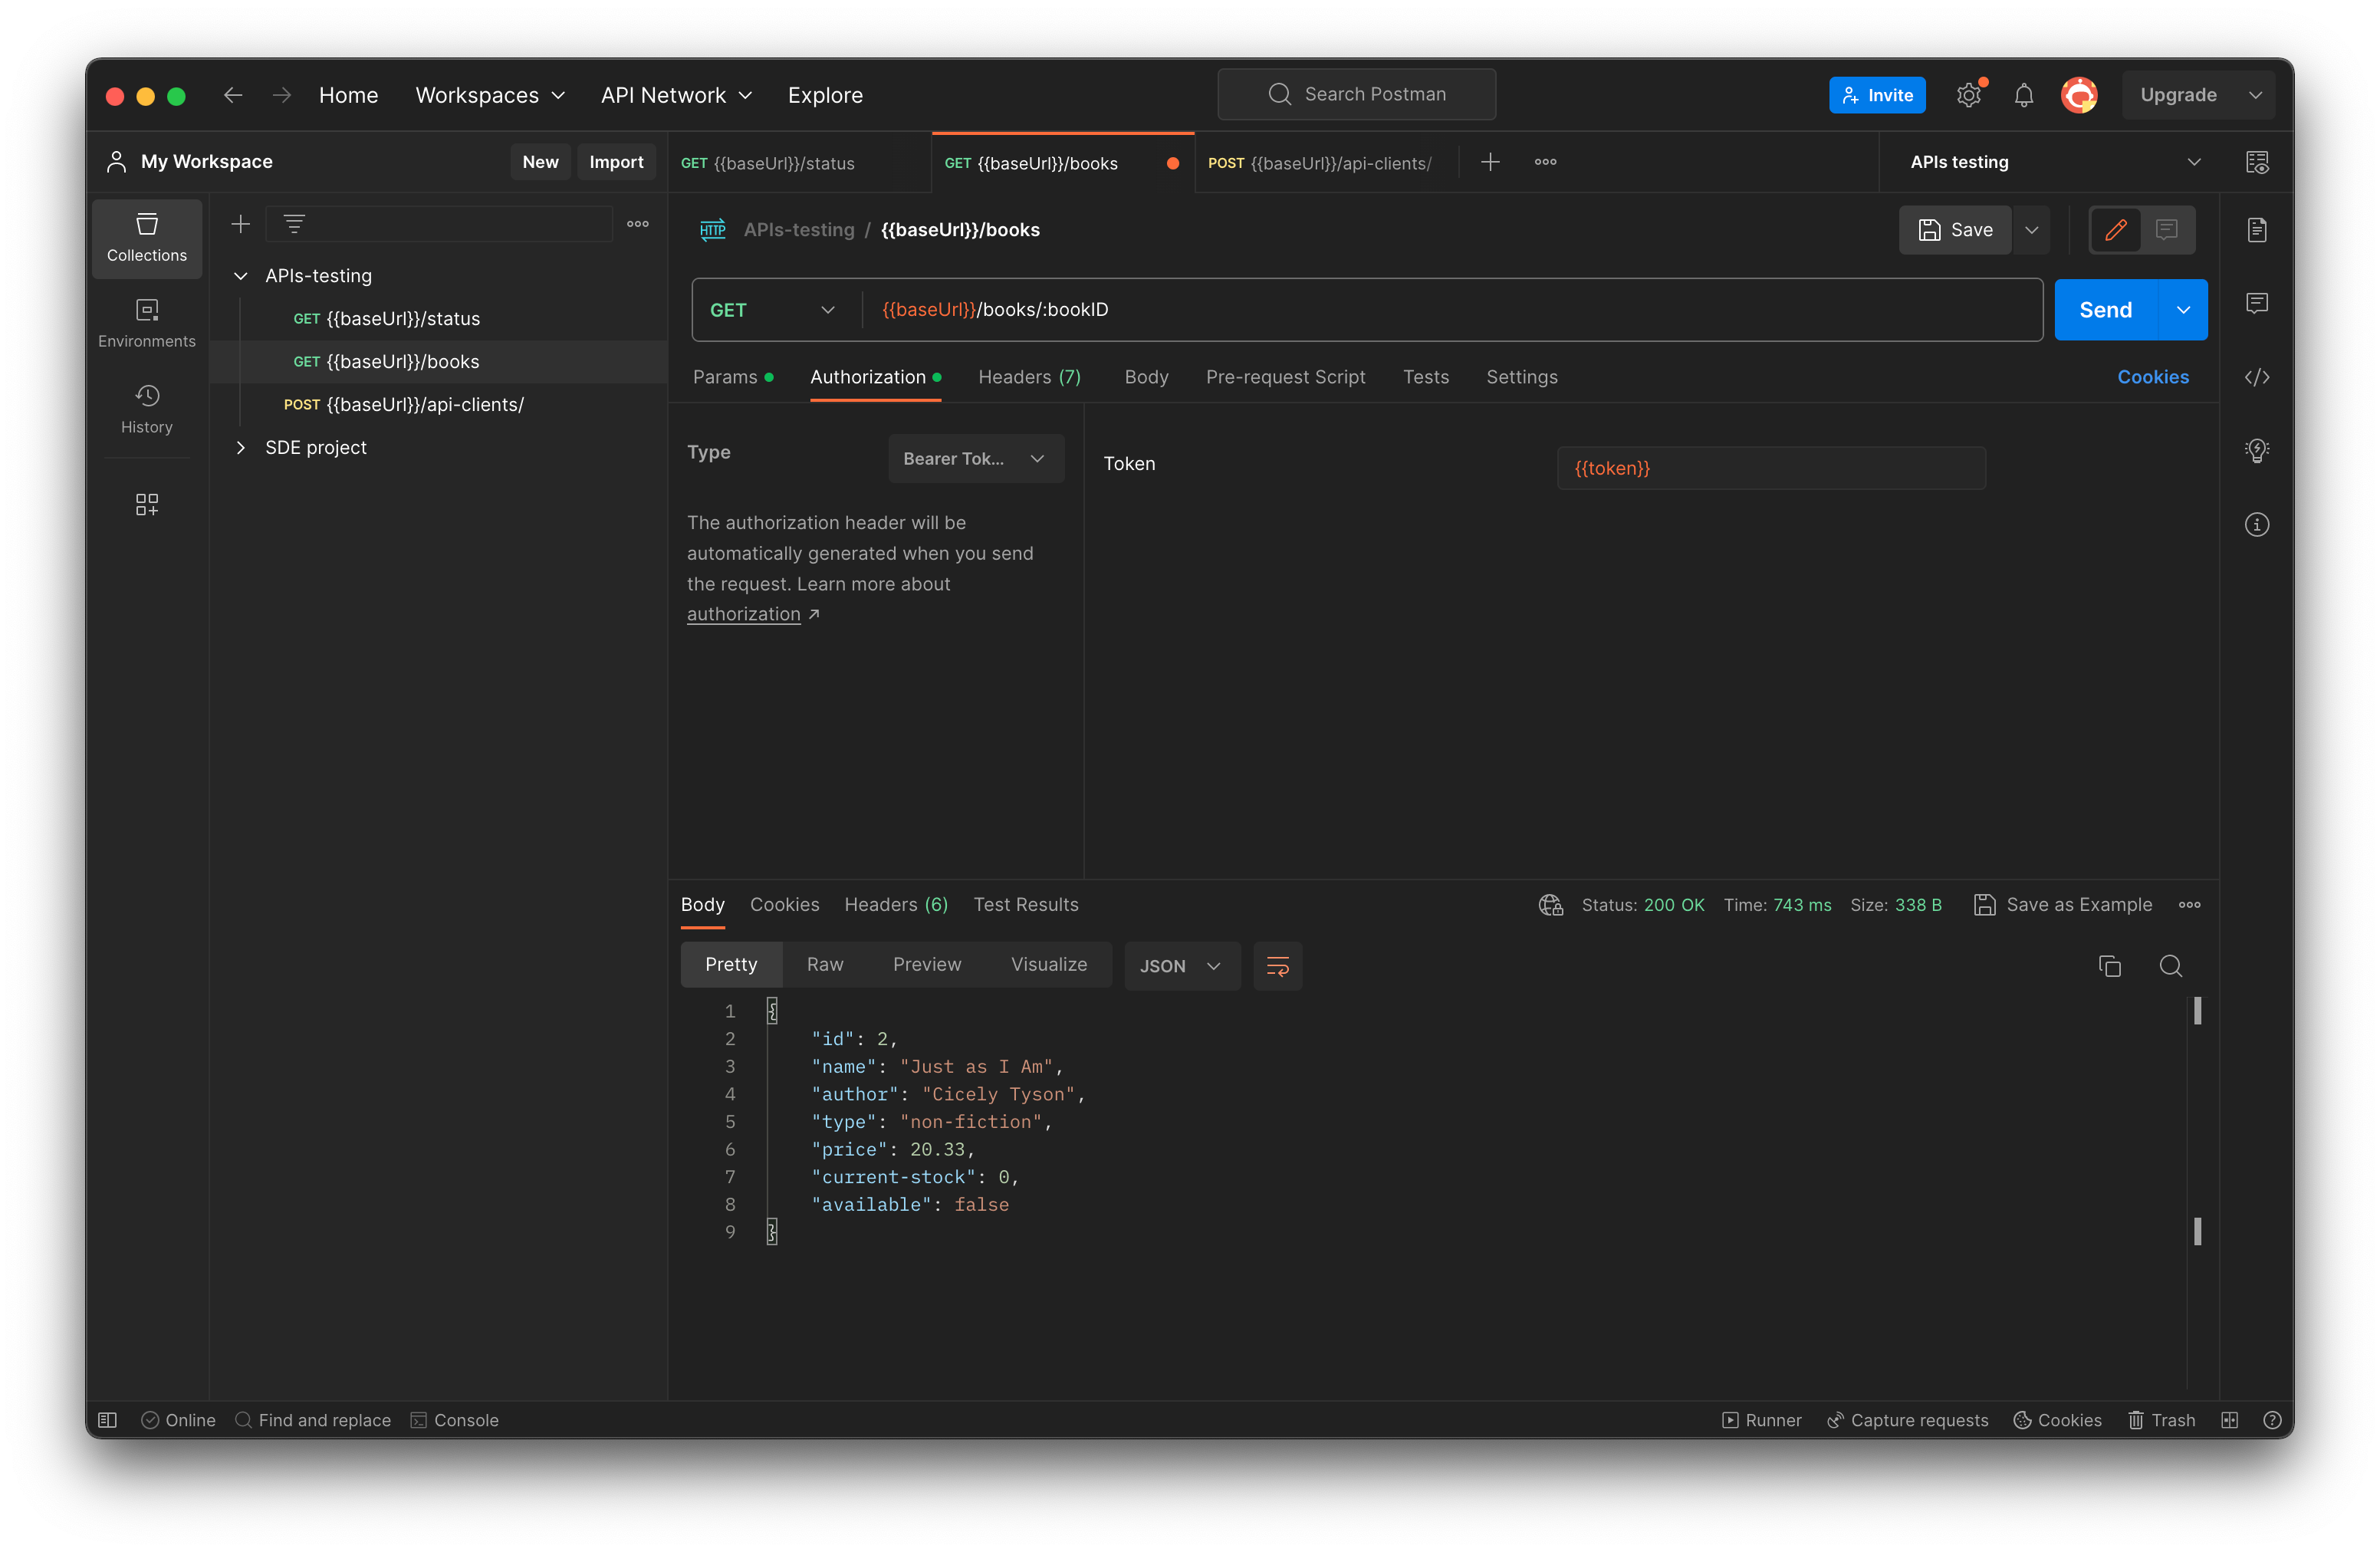 Home Workspaces API Network Explore Search Postman Invite Upgrade
My Workspace New Import GET {{baseUrl}}/status GET {{baseUrl}}/books POST {{baseUrl}}/api-clients/ APIs testing
Collections
Environments
History
APIs-testing
GET {{baseUrl}}/status
GET {{baseUrl}}/books
POST {{baseUrl}}/api-clients/
SDE project
HTTP APIs-testing / {{baseUrl}}/books Save
GET {{baseUrl}}/books/:bookID Send
Params Authorization Headers (7) Body Pre-request Script Tests Settings Cookies
Type Bearer Tok...
The authorization header will be
automatically generated when you send
the request. Learn more about
authorization ↗
Token {{token}}
Body Cookies Headers (6) Test Results Status: 200 OK Time: 743 ms Size: 338 B Save as Example
Pretty Raw Preview Visualize JSON
1 {
2 "id": 2,
3 "name": "Just as I Am",
4 "author": "Cicely Tyson",
5 "type": "non-fiction",
6 "price": 20.33,
7 "current-stock": 0,
8 "available": false
9 }
Online Find and replace Console Runner Capture requests Cookies Trash